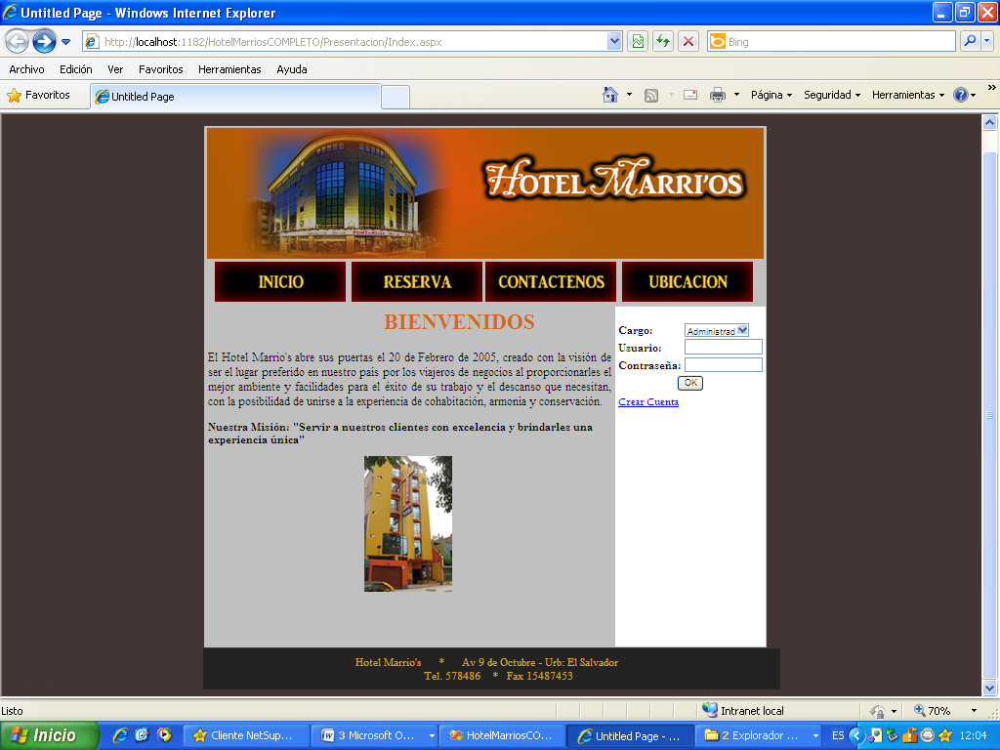 Untitled Page - Windows Internet Explorer
http://localhost:1182/HotelMarriosCOMPLETO/Presentacion/Index.aspx
Bing
Archivo Edición Ver Favoritos Herramientas Ayuda
Favoritos Untitled Page Página Seguridad Herramientas
HOTEL MARRI'OS
INICIO RESERVA CONTACTENOS UBICACION
BIENVENIDOS
El Hotel Marrio's abre sus puertas el 20 de Febrero de 2005, creado con la visión de
ser el lugar preferido en nuestro pais por los viajeros de negocios al proporcionarles el
mejor ambiente y facilidades para el éxito de su trabajo y el descanso que necesitan,
con la posibilidad de unirse a la experiencia de cohabitación, armonia y conservación.
Nuestra Misión: "Servir a nuestros clientes con excelencia y brindarles una
experiencia única"
Cargo: Administrad
Usuario:
Contraseña:
OK
Crear Cuenta
Hotel Marrio's * Av 9 de Octubre - Urb: El Salvador
Tel. 578486 * Fax 15487453
Listo Intranet local 70%
Inicio Cliente NetSup... 3 Microsoft O... HotelMarriosCO... Untitled Page - ... 2 Explorador ... ES 12:04